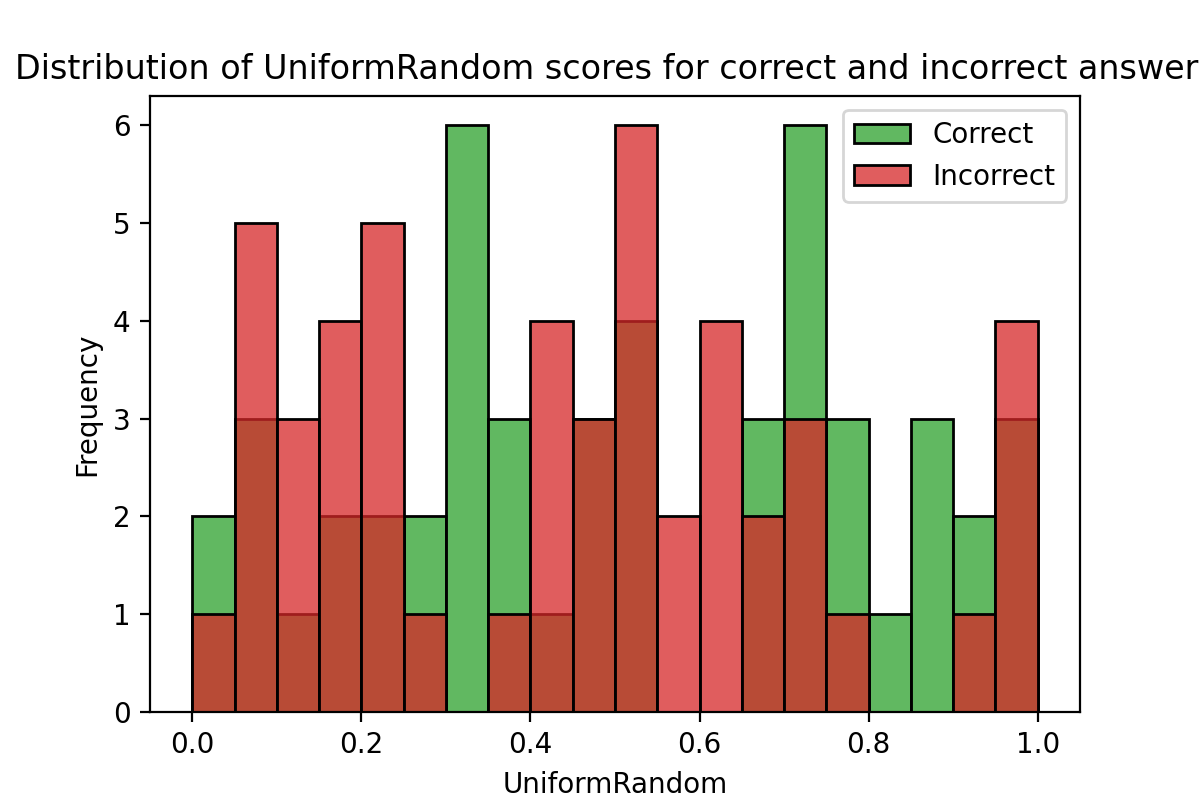 Distribution of UniformRandom scores for correct and incorrect answer
Correct
Incorrect
Frequency
6
5
4
3
2
1
0
0.0 0.2 0.4 0.6 0.8 1.0
UniformRandom